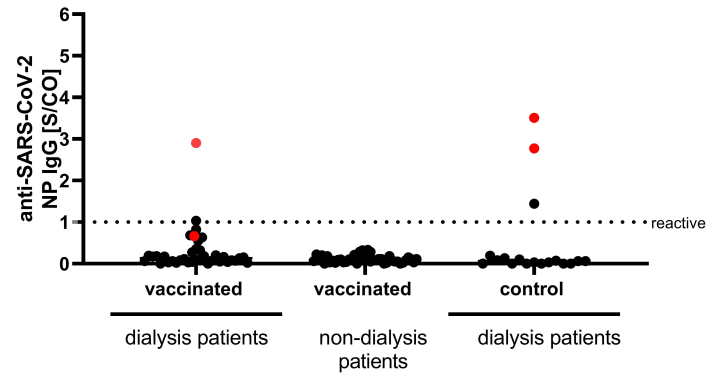 anti-SARS-CoV-2
NP IgG [S/CO]
6
5
4
3
2
1
0
reactive
vaccinated
vaccinated
control
dialysis patients
non-dialysis
patients
dialysis patients